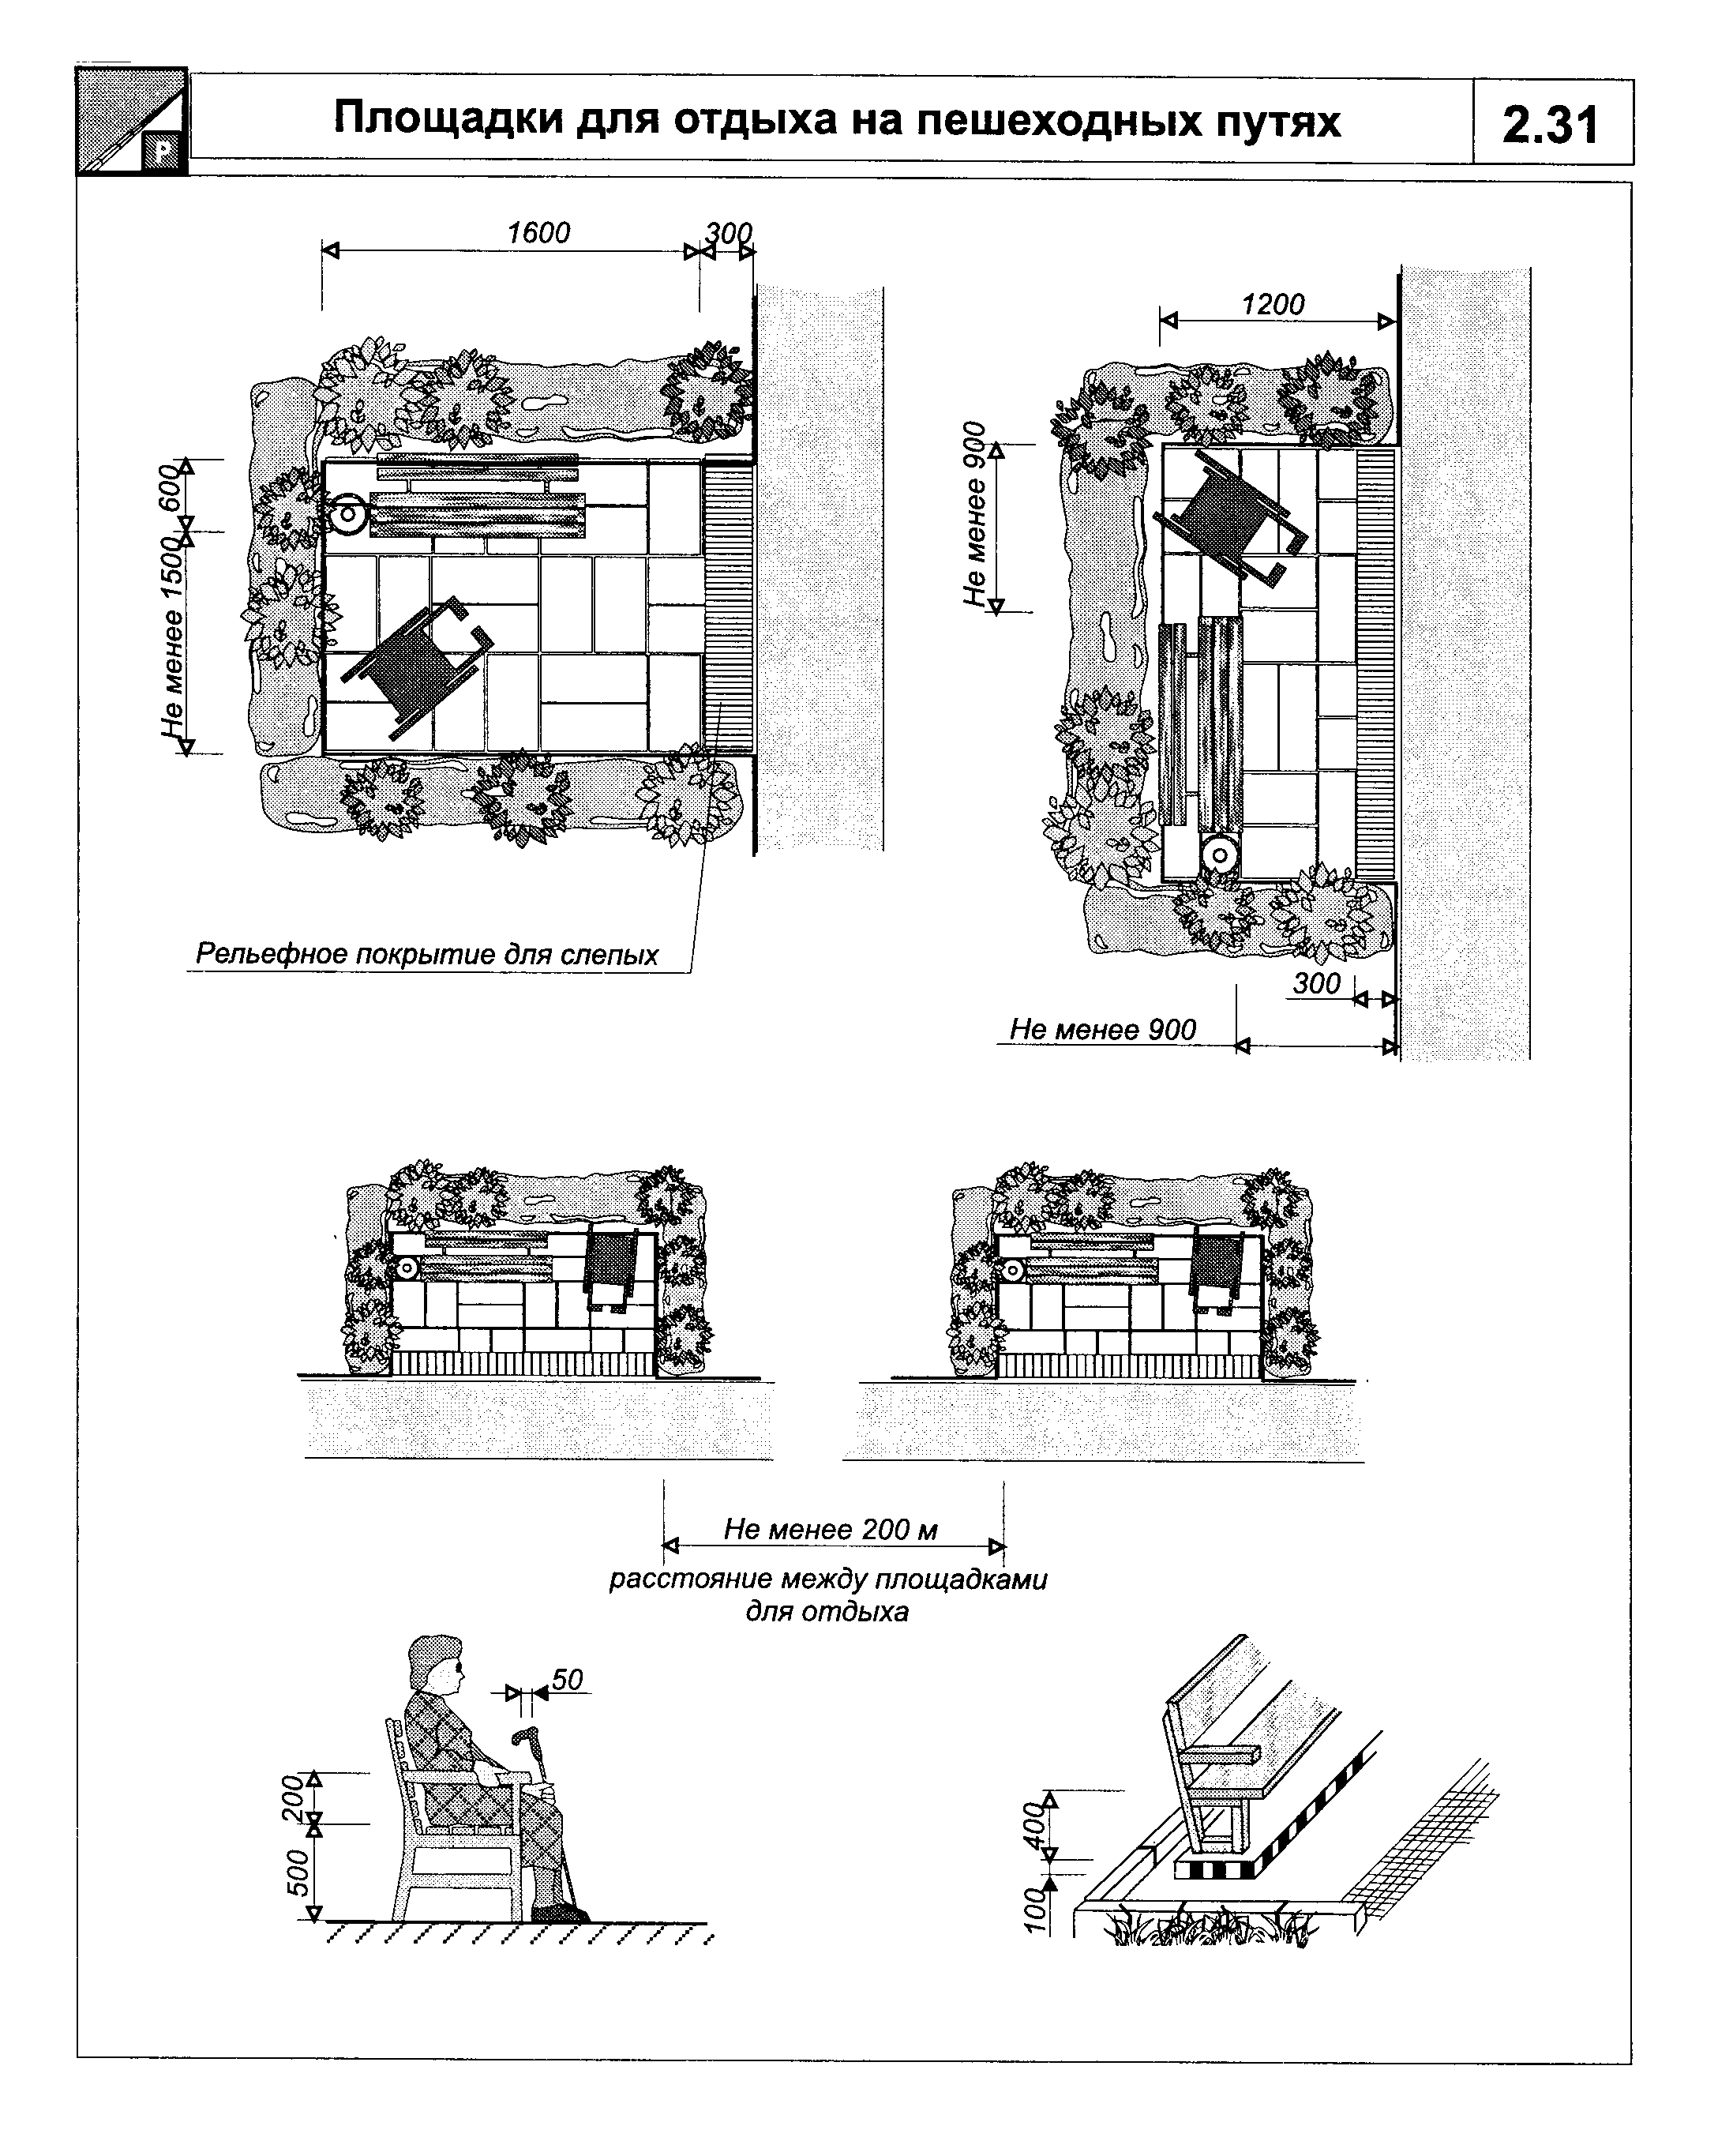 Площадки для отдыха на пешеходных путях
2.31
P
1600
300
600
Не менее 1500
Рельефное покрытие для слепых
1200
Не менее 900
300
Не менее 900
Не менее 200 м
расстояние между площадками
для отдыха
50
200
500
400
100